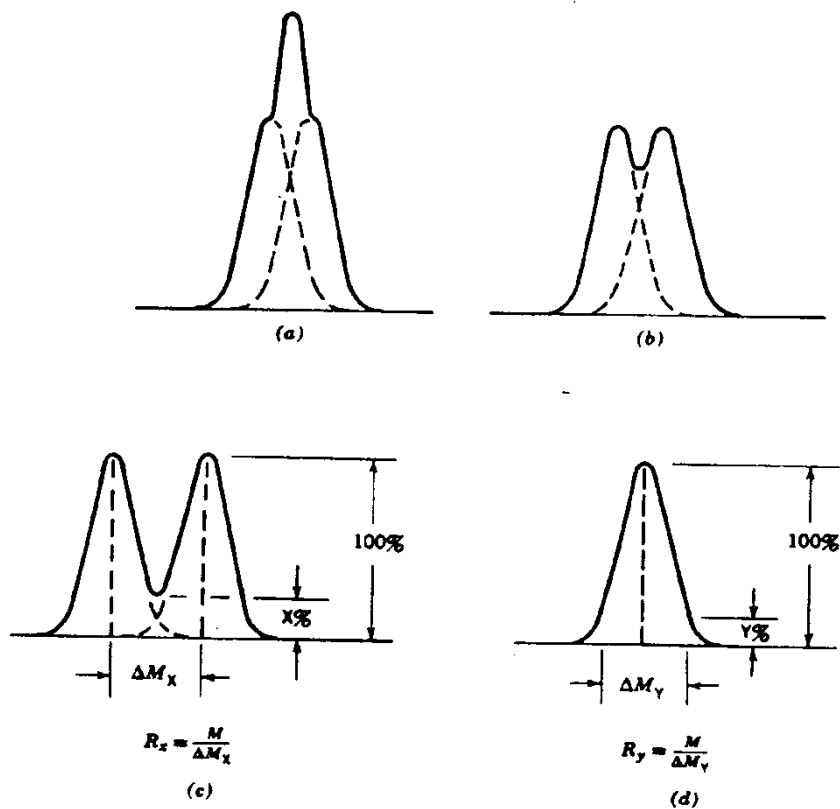 (a)
(b)
100%
X%
ΔM_X
R_x = M/ΔM_X
(c)
100%
Y%
ΔM_Y
R_y = M/ΔM_Y
(d)